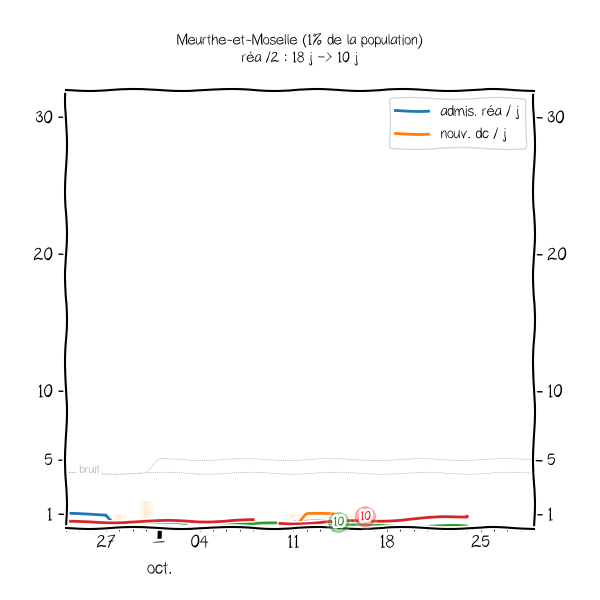 Meurthe-et-Moselle (1% de la population)
réa /2 : 18 j -> 10 j
30
30
admis. réa / j
nouv. dc / j
20
20
10
10
5
5
bruit
1
1
10
10
27
04
11
18
25
oct.